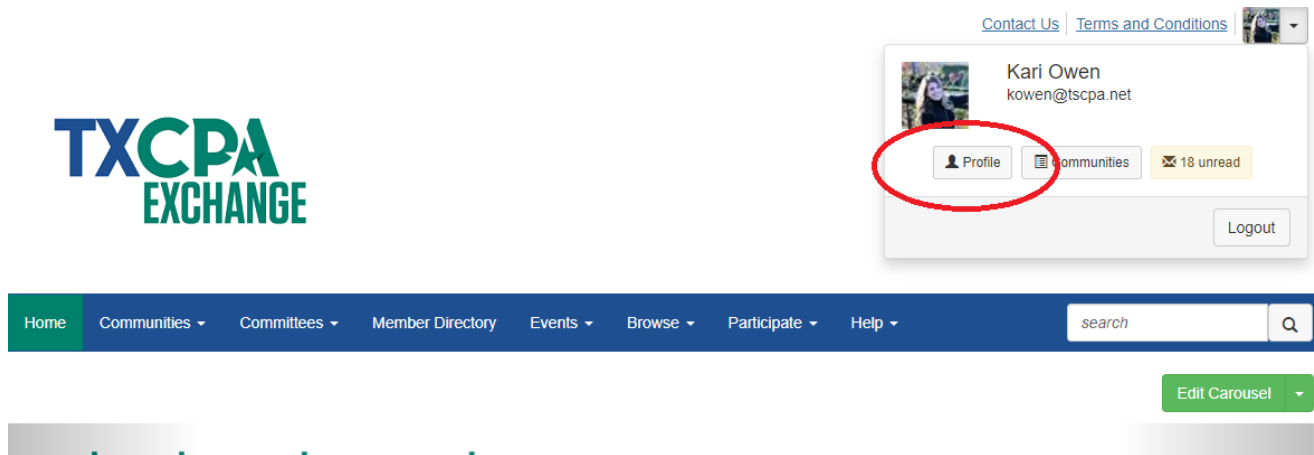 Contact Us Terms and Conditions
Kari Owen
kowen@tscpa.net
Profile Communities 18 unread
Logout
TXCPA
EXCHANGE
Home Communities Committees Member Directory Events Browse Participate Help search
Edit Carousel